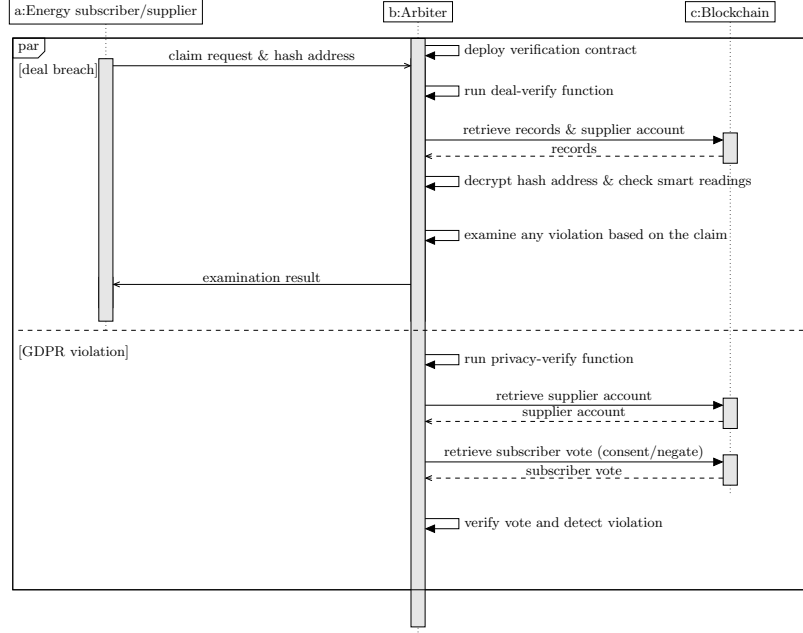 a:Energy subscriber/supplier
b:Arbiter
c:Blockchain
par
[deal breach]
deploy verification contract
claim request & hash address
run deal-verify function
retrieve records & supplier account
records
decrypt hash address & check smart readings
examine any violation based on the claim
examination result
[GDPR violation]
run privacy-verify function
retrieve supplier account
supplier account
retrieve subscriber vote (consent/negate)
subscriber vote
verify vote and detect violation